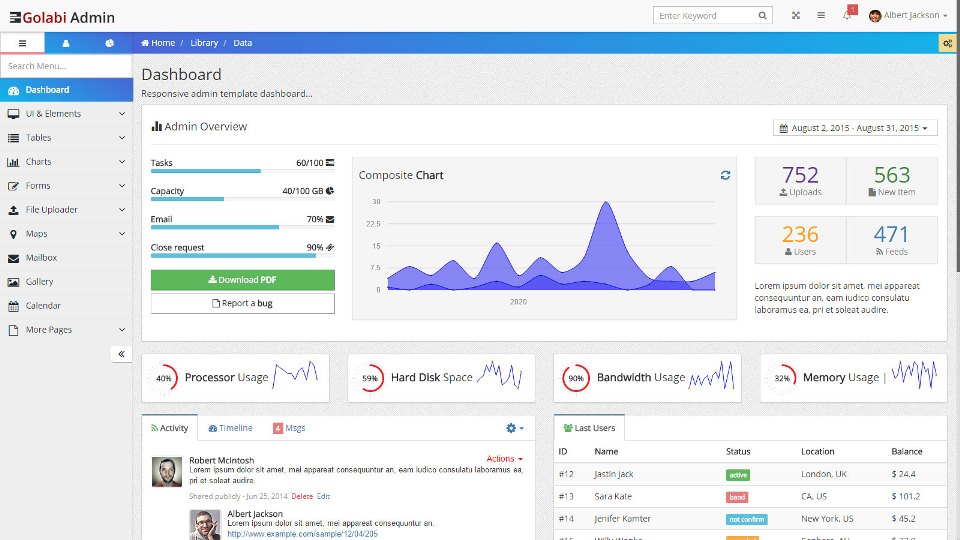 Golabi Admin
Enter Keyword
1
Albert Jackson
Home / Library / Data
Search Menu...
Dashboard
UI & Elements
Tables
Charts
Forms
File Uploader
Maps
Mailbox
Gallery
Calendar
More Pages
Dashboard
Responsive admin template dashboard...
Admin Overview
August 2, 2015 - August 31, 2015
Tasks 60/100
Capacity 40/100 GB
Email 70%
Close request 90%
Download PDF
Report a bug
Composite Chart
30
22.5
15
7.5
0
2020
752
Uploads
563
New Item
236
Users
471
Feeds
Lorem ipsum dolor sit amet, mei appareat
consequuntur an, eam iudico consulatu
laboramus ea, pri et soleat audire.
40% Processor Usage
59% Hard Disk Space
90% Bandwidth Usage
32% Memory Usage |
Activity
Timeline
4 Msgs
Robert McIntosh
Actions
Lorem ipsum dolor sit amet, mei appareat consequuntur an, eam iudico consulatu laboramus ea,
pri et soleat audire.
Shared publidy - Jun 25, 2014 Delete Edit
Albert Jackson
Lorem ipsum dolor sit amet, mei appareat consequuntur an.
http://www.example.com/sample/12/04/205
Last Users
ID Name Status Location Balance
#12 Jastin Jack active London, UK $ 24.4
#13 Sara Kate band CA, US $ 101.2
#14 Jenifer Kamter not confirm New York, US $ 45.2